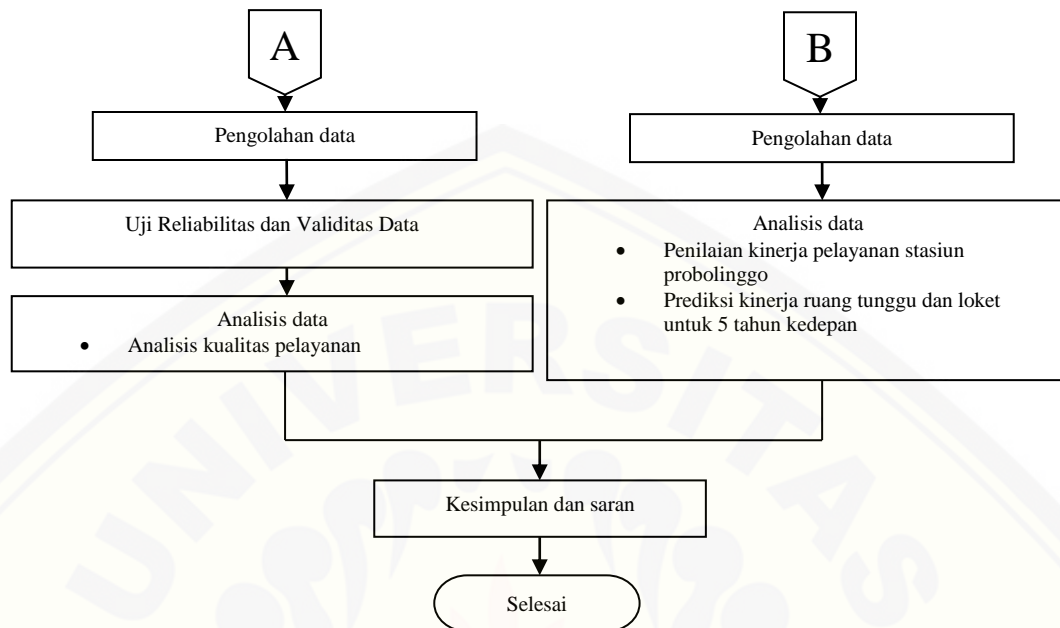 A
B
Pengolahan data
Pengolahan data
Uji Reliabilitas dan Validitas Data
Analisis data
• Analisis kualitas pelayanan
Analisis data
• Penilaian kinerja pelayanan stasiun
probolinggo
• Prediksi kinerja ruang tunggu dan loket
untuk 5 tahun kedepan
Kesimpulan dan saran
Selesai
UNIVERSITAS